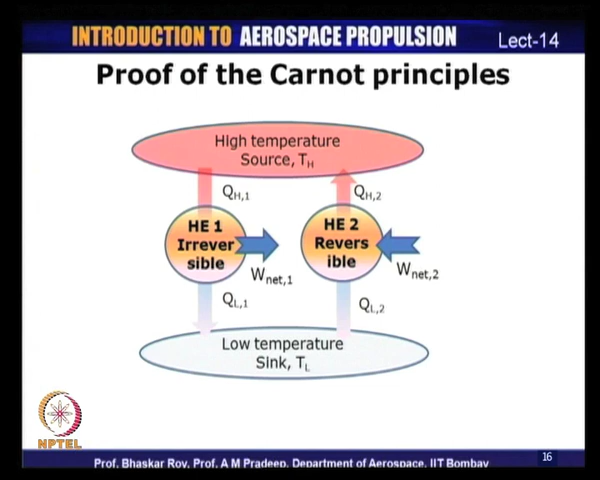 INTRODUCTION TO AEROSPACE PROPULSION
Lect-14
Proof of the Carnot principles
High temperature
Source, TH
QH,1
QH,2
HE 1
Irrever
sible
HE 2
Revers
ible
Wnet,1
Wnet,2
QL,1
QL,2
Low temperature
Sink, TL
NPTEL
16
Prof. Bhaskar Roy, Prof. A M Pradeep, Department of Aerospace, IIT Bombay